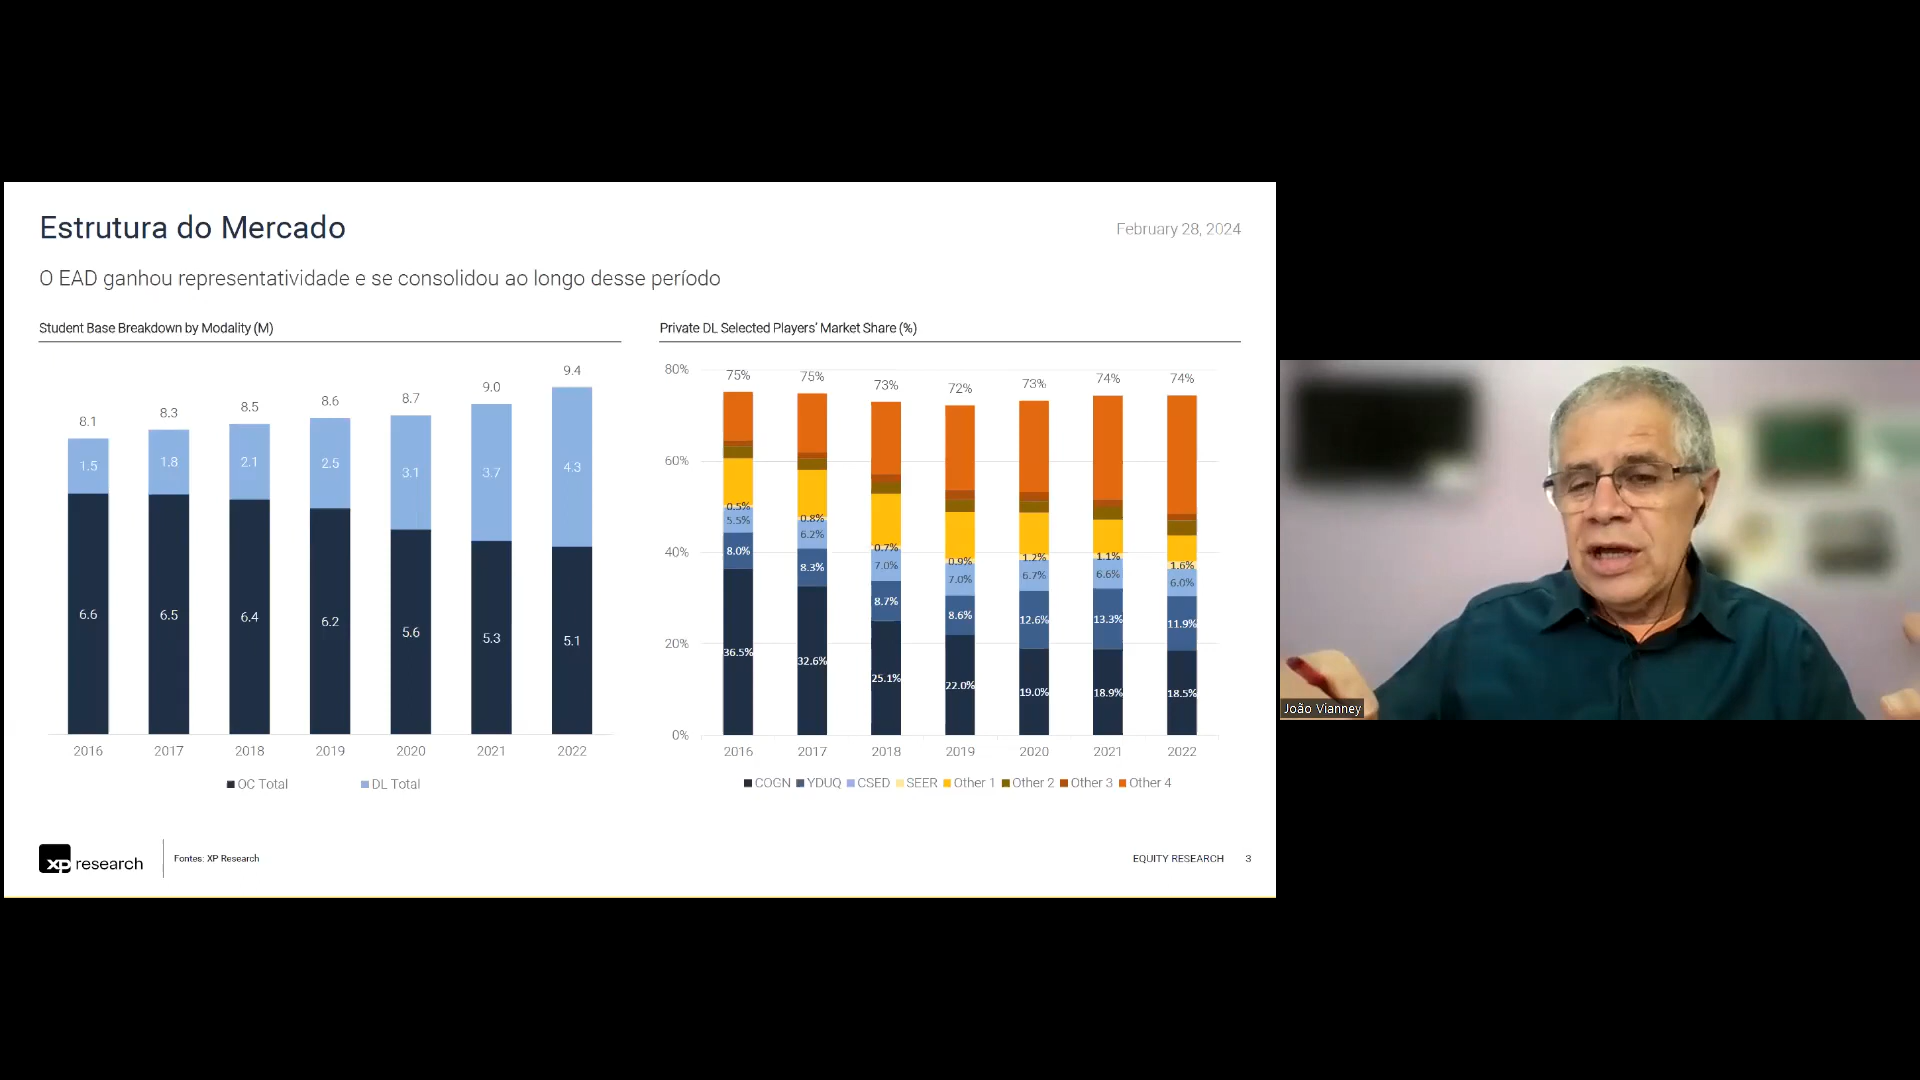 Estrutura do Mercado
February 28, 2024
O EAD ganhou representatividade e se consolidou ao longo desse período
Student Base Breakdown by Modality (M)
8.1 8.3 8.5 8.6 8.7 9.0 9.4
1.5 1.8 2.1 2.5 3.1 3.7 4.3
6.6 6.5 6.4 6.2 5.6 5.3 5.1
2016 2017 2018 2019 2020 2021 2022
OC Total DL Total
Private DL Selected Players' Market Share (%)
80%
60%
40%
20%
0%
75% 75% 73% 72% 73% 74% 74%
0.5% 0.8% 0.7% 0.9% 1.2% 1.1% 1.6%
5.5% 6.2% 7.0% 7.0% 6.7% 6.6% 6.0%
8.0% 8.3% 8.7% 8.6% 12.6% 13.3% 11.9%
36.5% 32.6% 25.1% 22.0% 19.0% 18.9% 18.5%
2016 2017 2018 2019 2020 2021 2022
COGN YDUQ CSED SEER Other 1 Other 2 Other 3 Other 4
xp research
Fontes: XP Research
EQUITY RESEARCH 3
João Vianney